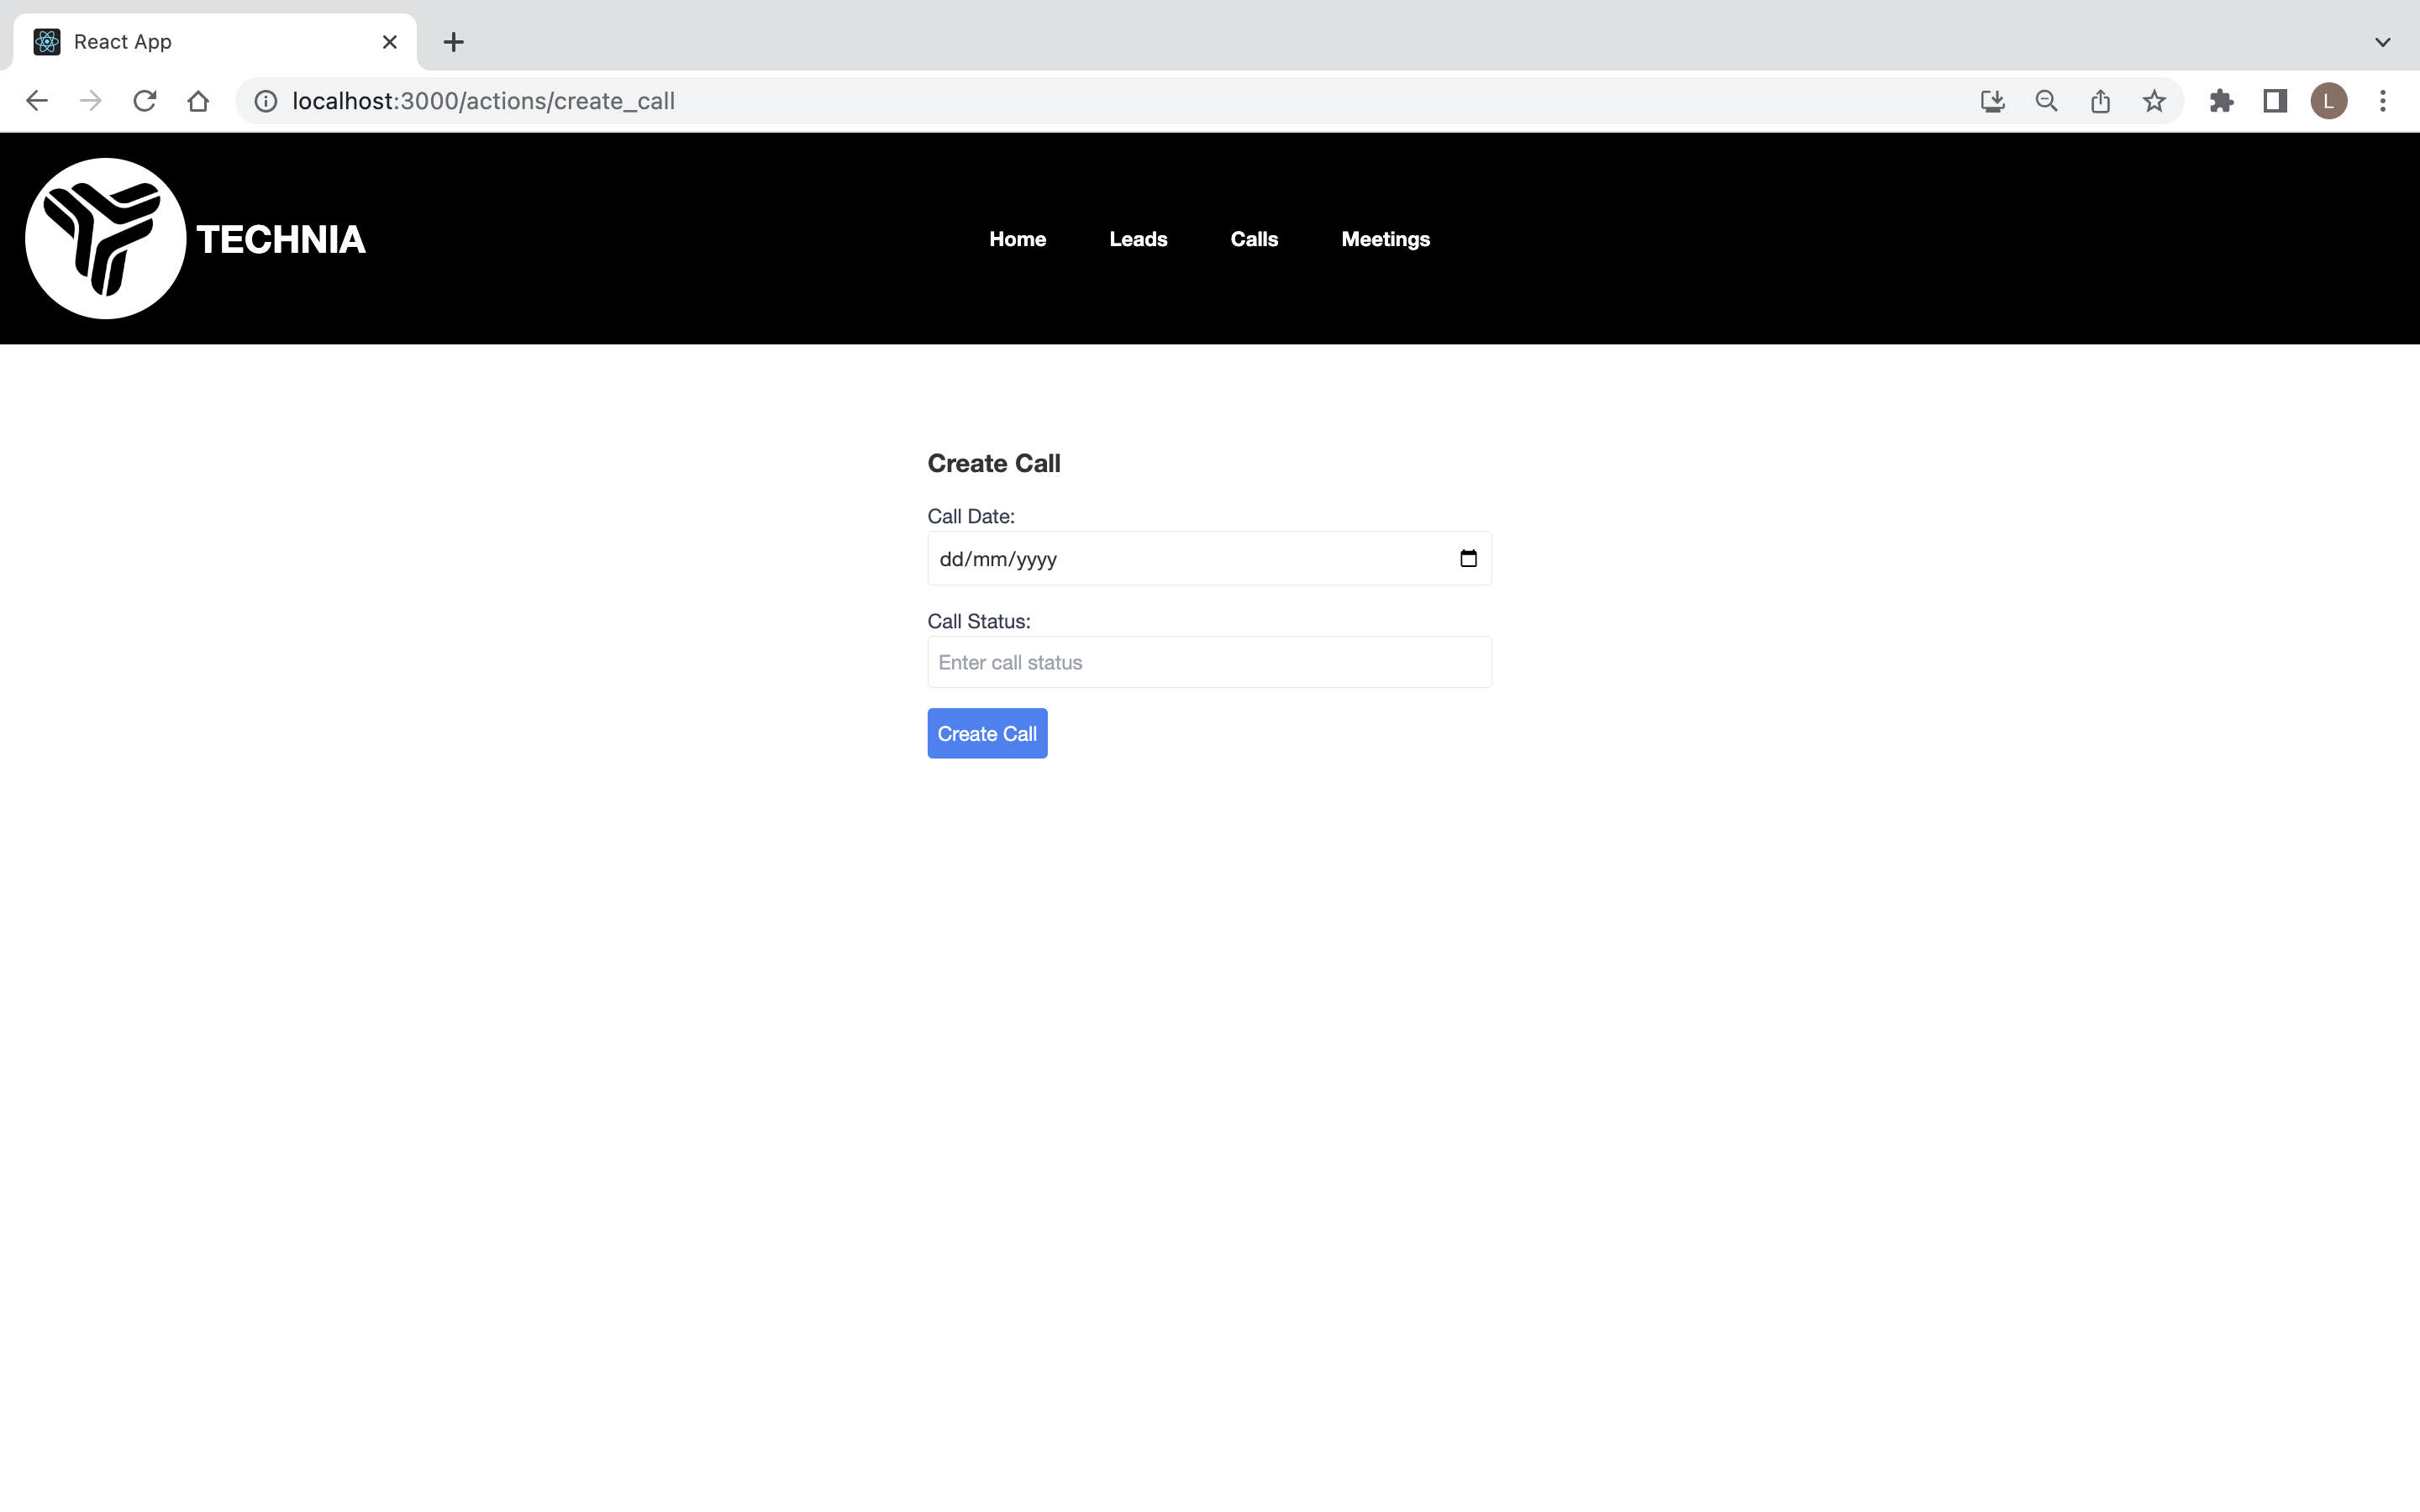 React App
localhost:3000/actions/create_call
L
TECHNIA
Home Leads Calls Meetings
Create Call
Call Date:
dd/mm/yyyy
Call Status:
Enter call status
Create Call